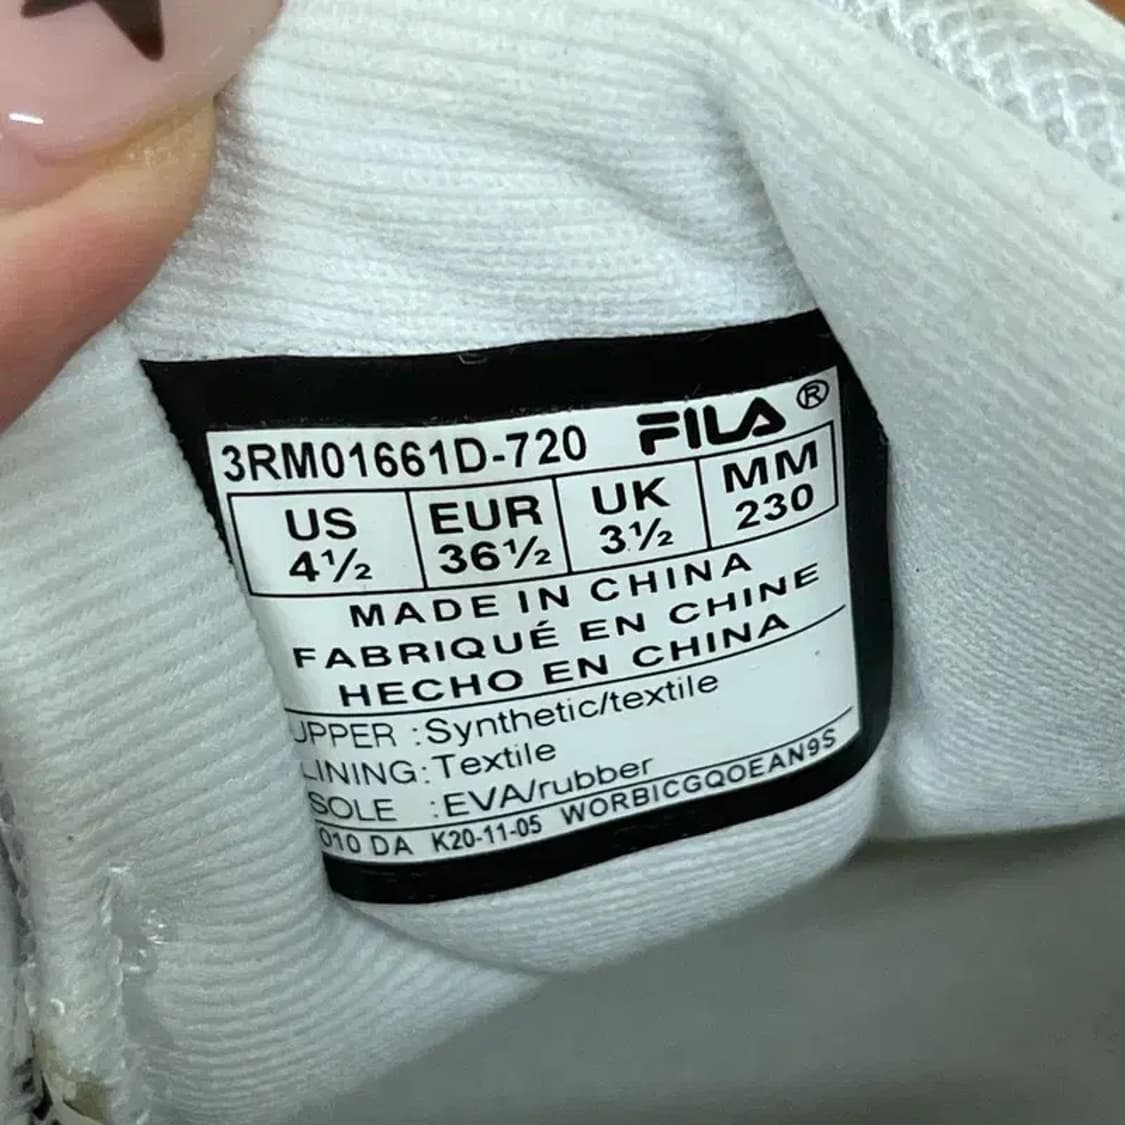 3RM01661D-720 FILA®
US EUR UK MM
4½ 36½ 3½ 230
MADE IN CHINA
FABRIQUÉ EN CHINE
HECHO EN CHINA
UPPER :Synthetic/textile
LINING:Textile
SOLE :EVA/rubber
010 DA K20-11-05 WORBICGQOEAN9S